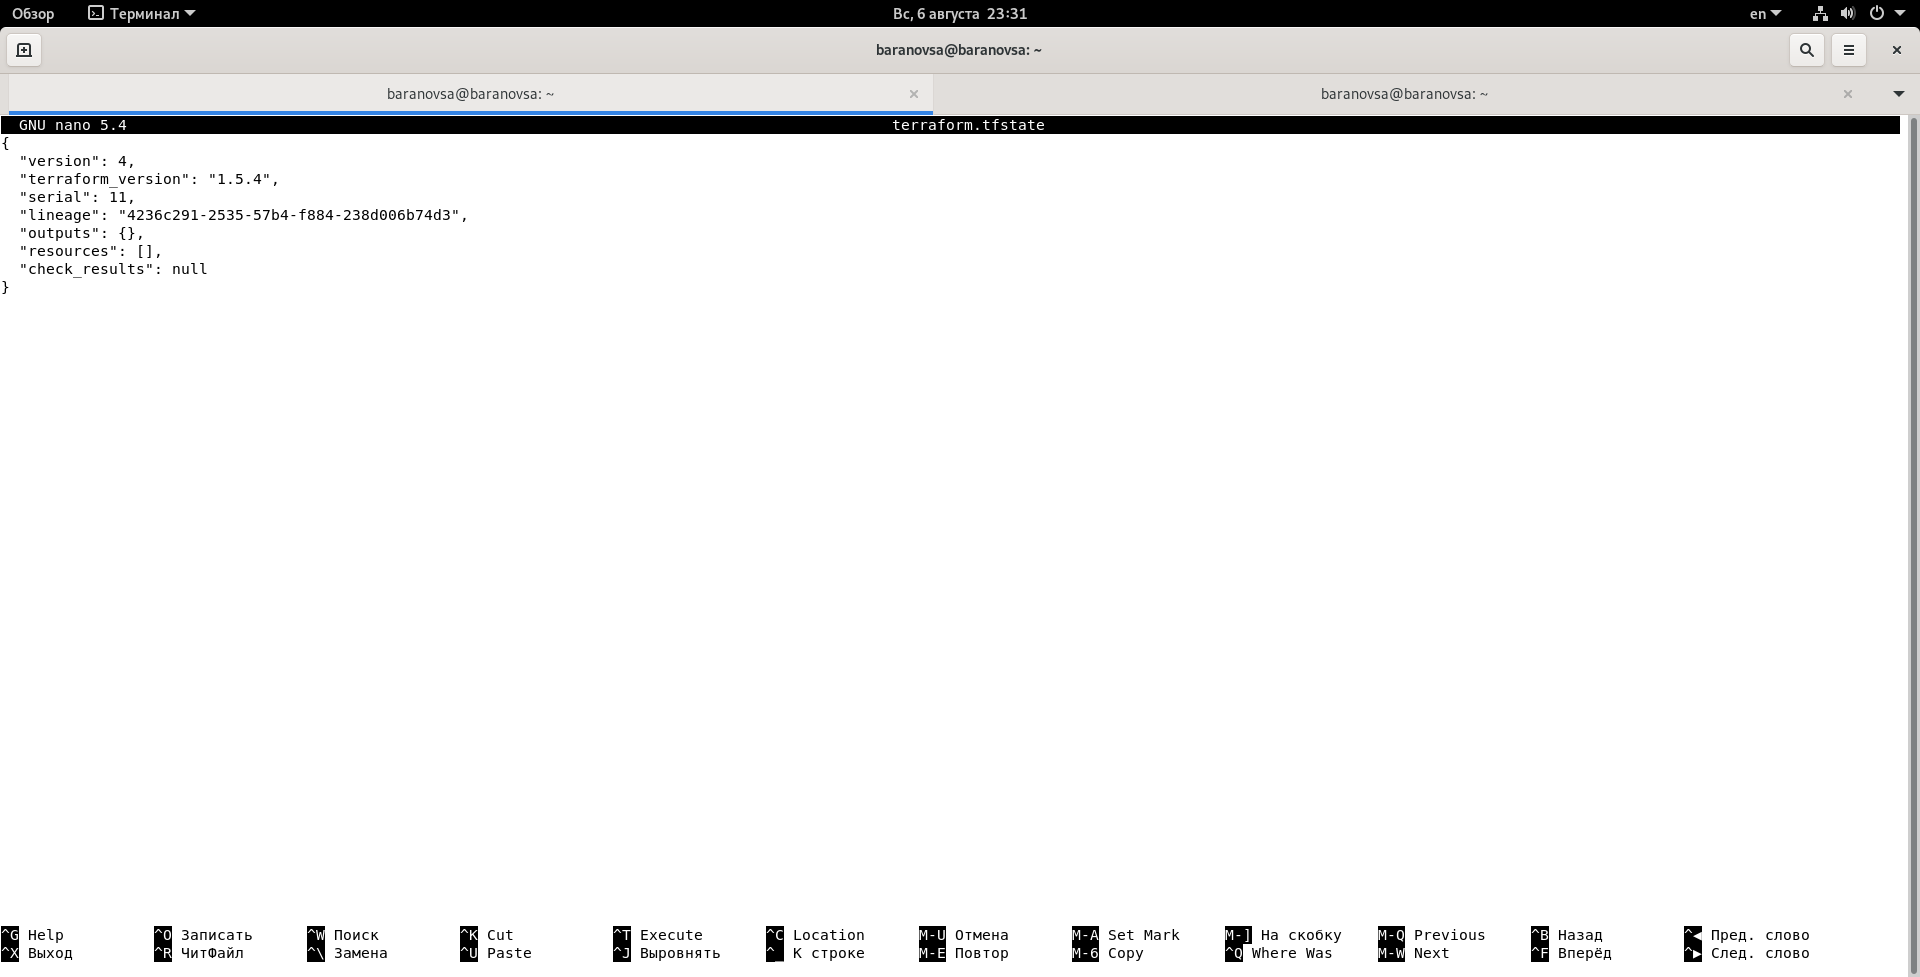 Обзор Терминал Вс, 6 августа 23:31 en
baranovsa@baranovsa: ~
baranovsa@baranovsa: ~ baranovsa@baranovsa: ~
GNU nano 5.4 terraform.tfstate
{
"version": 4,
"terraform_version": "1.5.4",
"serial": 11,
"lineage": "4236c291-2535-57b4-f884-238d006b74d3",
"outputs": {},
"resources": [],
"check_results": null
}
^G Help ^O Записать ^W Поиск ^K Cut ^T Execute ^C Location M-U Отмена M-A Set Mark M-] На скобку M-Q Previous ^B Назад ^◀ Пред. слово
^X Выход ^R ЧитФайл ^\ Замена ^U Paste ^J Выровнять ^_ К строке M-E Повтор M-6 Copy ^Q Where Was M-W Next ^F Вперёд ^▶ След. слово